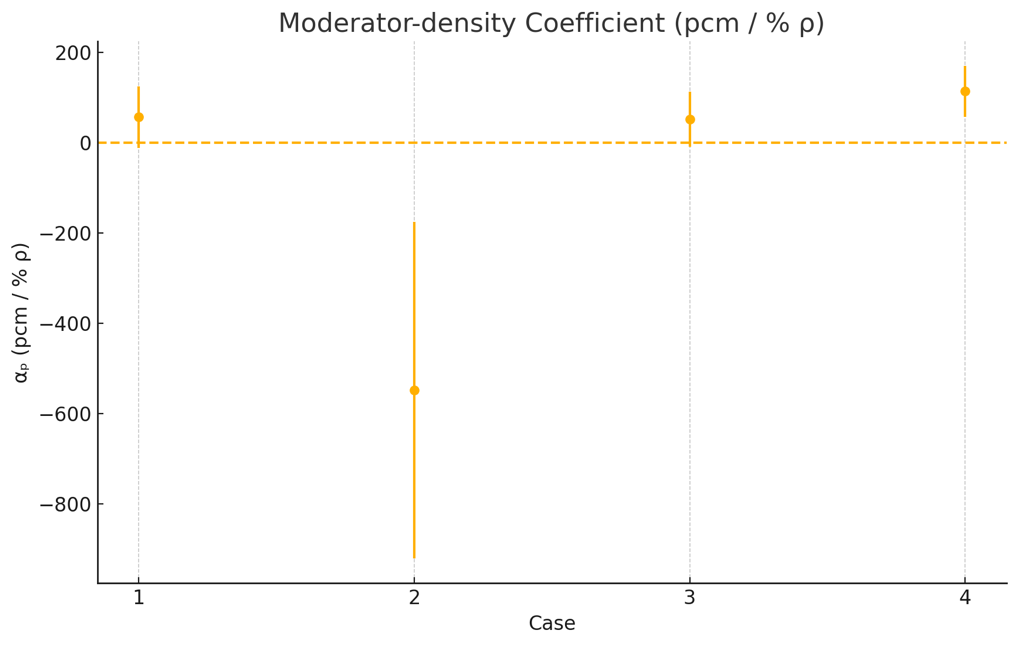 Moderator-density Coefficient (pcm / % ρ)
200
0
−200
−400
−600
−800
αₚ (pcm / % ρ)
1 2 3 4
Case